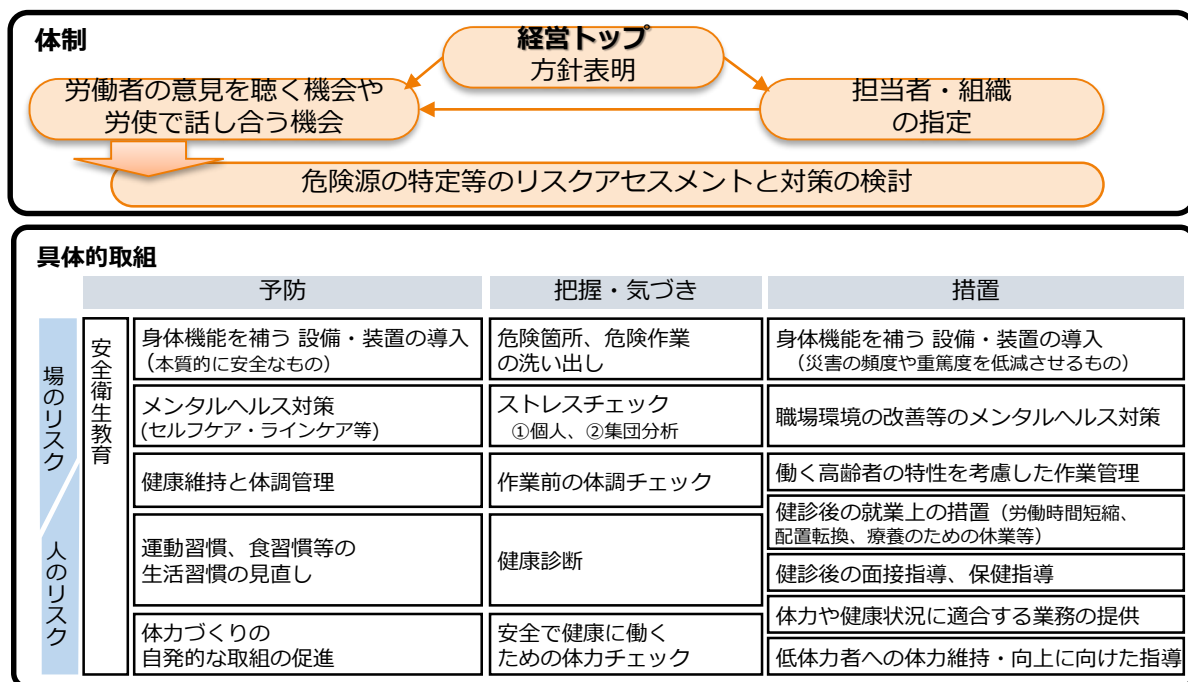 体制
経営トップ
方針表明
労働者の意見を聴く機会や
労使で話し合う機会
担当者・組織
の指定
危険源の特定等のリスクアセスメントと対策の検討
具体的取組
予防
把握・気づき
措置
場のリスク
人のリスク
安全衛生教育
身体機能を補う 設備・装置の導入
（本質的に安全なもの）
危険箇所、危険作業
の洗い出し
身体機能を補う 設備・装置の導入
（災害の頻度や重篤度を低減させるもの）
メンタルヘルス対策
(セルフケア・ラインケア等)
ストレスチェック
①個人、②集団分析
職場環境の改善等のメンタルヘルス対策
健康維持と体調管理
作業前の体調チェック
働く高齢者の特性を考慮した作業管理
運動習慣、食習慣等の
生活習慣の見直し
健康診断
健診後の就業上の措置（労働時間短縮、
配置転換、療養のための休業等）
健診後の面接指導、保健指導
体力づくりの
自発的な取組の促進
安全で健康に働く
ための体力チェック
体力や健康状況に適合する業務の提供
低体力者への体力維持・向上に向けた指導